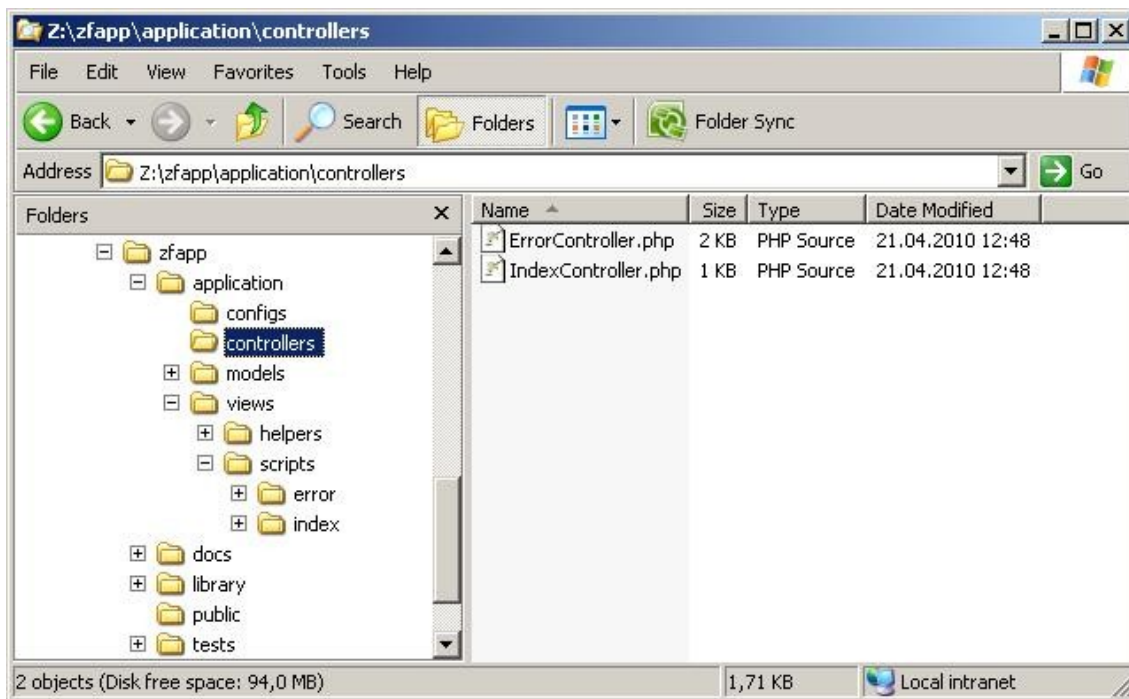 Z:\zfapp\application\controllers
File Edit View Favorites Tools Help
Back Search Folders Folder Sync
Address Z:\zfapp\application\controllers Go
Folders
zfapp
application
configs
controllers
models
views
helpers
scripts
error
index
docs
library
public
tests
Name Size Type Date Modified
ErrorController.php 2 KB PHP Source 21.04.2010 12:48
IndexController.php 1 KB PHP Source 21.04.2010 12:48
2 objects (Disk free space: 94,0 MB) 1,71 KB Local intranet